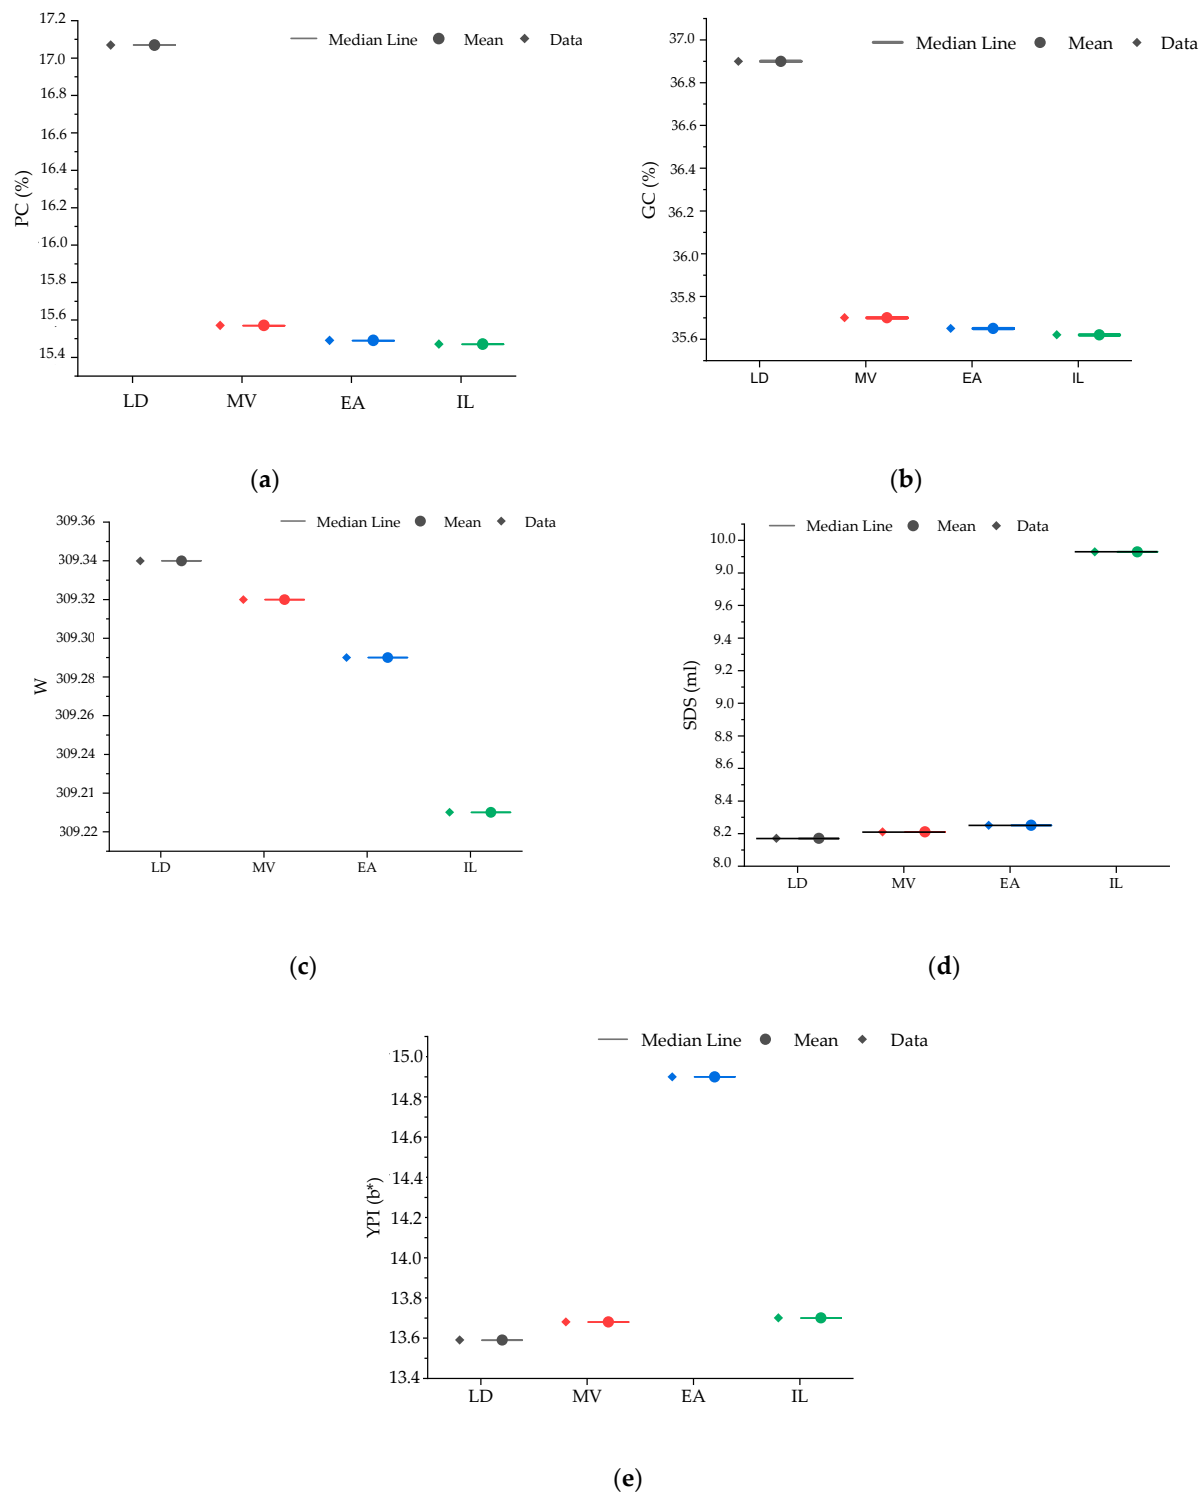 17.2
17.0
16.8
16.6
16.4
16.2
16.0
15.8
15.6
15.4
PC (%)
Median Line Mean Data
LD MV EA IL
(a)
37.0
36.8
36.6
36.4
36.2
36.0
35.8
35.6
GC (%)
Median Line Mean Data
LD MV EA IL
(b)
309.36
309.34
309.32
309.30
309.28
309.26
309.24
309.21
309.22
W
Median Line Mean Data
LD MV EA IL
(c)
10.0
9.0
9.6
9.4
9.2
9.0
8.8
8.6
8.4
8.2
8.0
SDS (ml)
Median Line Mean Data
LD MV EA IL
(d)
15.0
14.8
14.6
14.4
14.2
14.0
13.8
13.6
13.4
YPI (b*)
Median Line Mean Data
LD MV EA IL
(e)